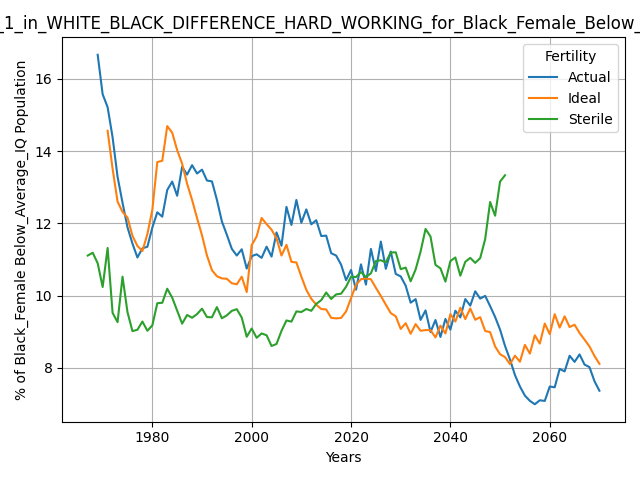 _1_in_WHITE_BLACK_DIFFERENCE_HARD_WORKING_for_Black_Female_Below_
Fertility
Actual
Ideal
Sterile
% of Black_Female Below_Average_IQ Population
16
14
12
10
8
1980
2000
2020
2040
2060
Years